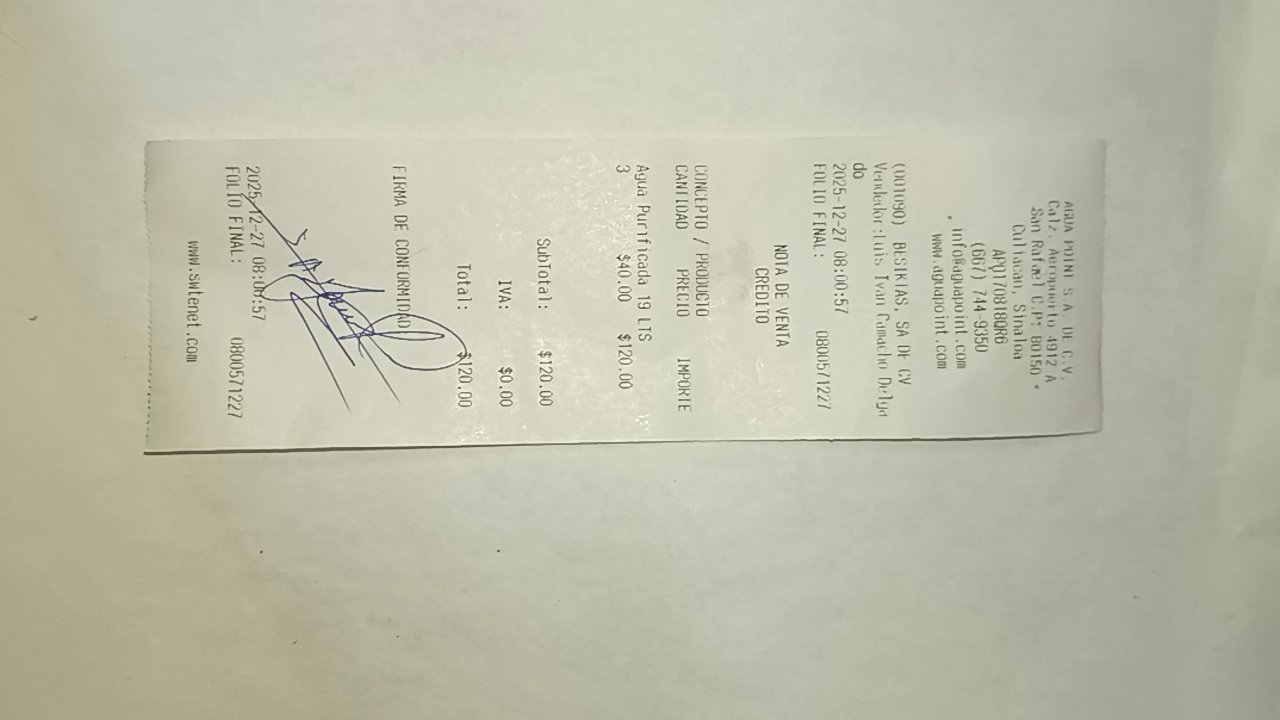 AGUA POINT S.A. DE C.V.
Calz. Aeropuerto 4912 A
San Rafael C.P: 80150
Culiacan, Sinaloa
APO170818QR6
(667) 744-9350
info@aguapoint.com
www.aguapoint.com
(001090) BESIKIAS, SA DE CV
Vendedor:Luis Ivan Camacho Delga
do
2025-12-27 08:00:57
FOLIO FINAL: 0800571227
NOTA DE VENTA
CREDITO
CONCEPTO / PRODUCTO
CANTIDAD PRECIO IMPORTE
Agua Purificada 19 LTS
3 $40.00 $120.00
SubTotal: $120.00
IVA: $0.00
Total: $120.00
FIRMA DE CONFORMIDAD
2025-12-27 08:00:57
FOLIO FINAL: 0800571227
www.swtenet.com